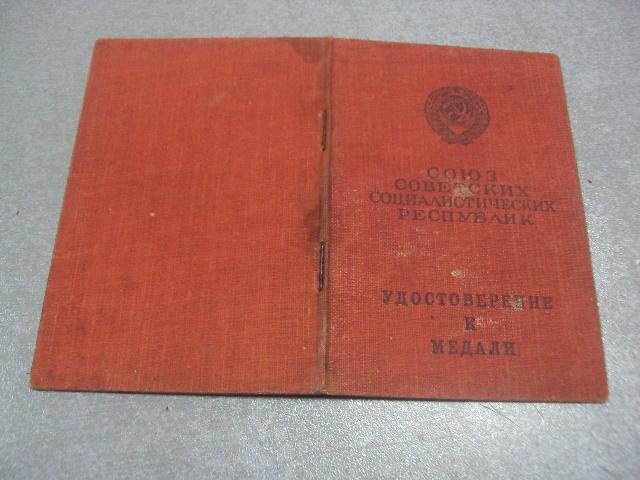 СОЮЗ
СОВЕТСКИХ
СОЦИАЛИСТИЧЕСКИХ
РЕСПУБЛИК
УДОСТОВЕРЕНИЕ
К
МЕДАЛИ